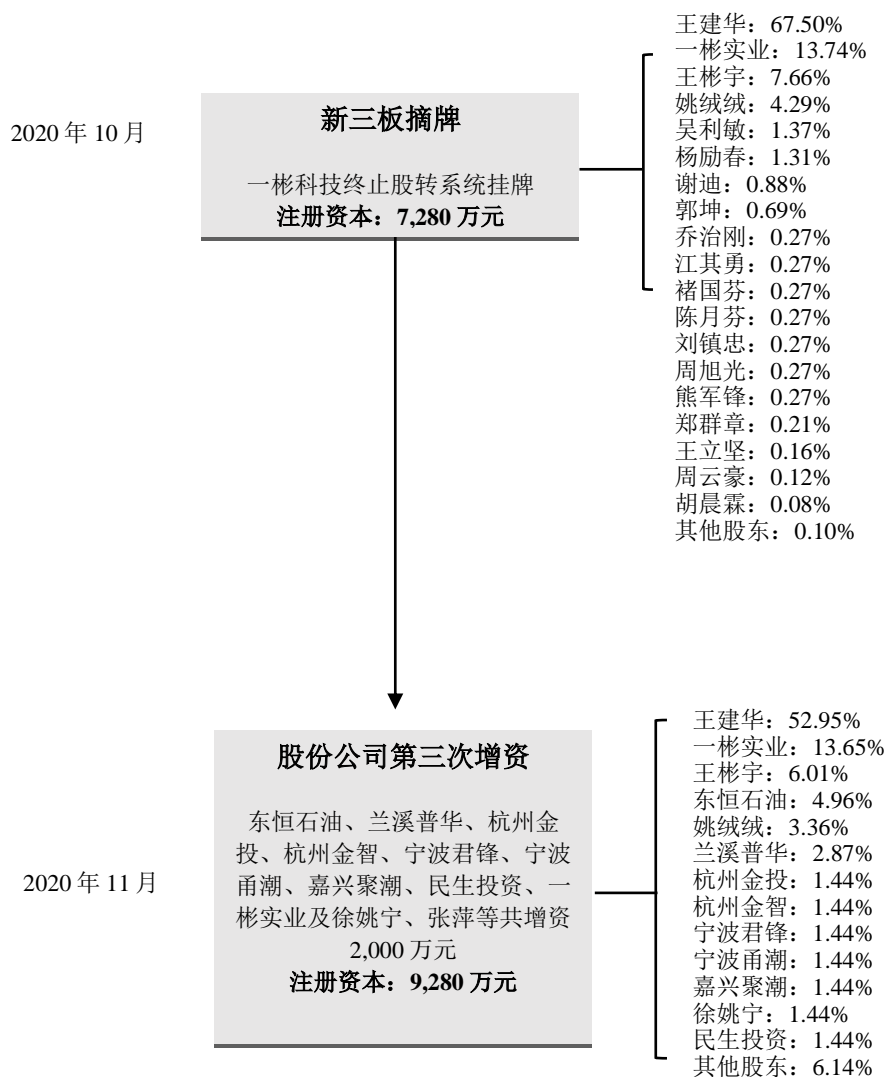 2020 年 10 月
新三板摘牌
一彬科技终止股转系统挂牌
注册资本：7,280 万元
王建华：67.50%
一彬实业：13.74%
王彬宇：7.66%
姚绒绒：4.29%
吴利敏：1.37%
杨励春：1.31%
谢迪：0.88%
郭坤：0.69%
乔治刚：0.27%
江其勇：0.27%
褚国芬：0.27%
陈月芬：0.27%
刘镇忠：0.27%
周旭光：0.27%
熊军锋：0.27%
郑群章：0.21%
王立坚：0.16%
周云豪：0.12%
胡晨霖：0.08%
其他股东：0.10%
2020 年 11 月
股份公司第三次增资
东恒石油、兰溪普华、杭州金
投、杭州金智、宁波君锋、宁波
甬潮、嘉兴聚潮、民生投资、一
彬实业及徐姚宁、张萍等共增资
2,000 万元
注册资本：9,280 万元
王建华：52.95%
一彬实业：13.65%
王彬宇：6.01%
东恒石油：4.96%
姚绒绒：3.36%
兰溪普华：2.87%
杭州金投：1.44%
杭州金智：1.44%
宁波君锋：1.44%
宁波甬潮：1.44%
嘉兴聚潮：1.44%
徐姚宁：1.44%
民生投资：1.44%
其他股东：6.14%